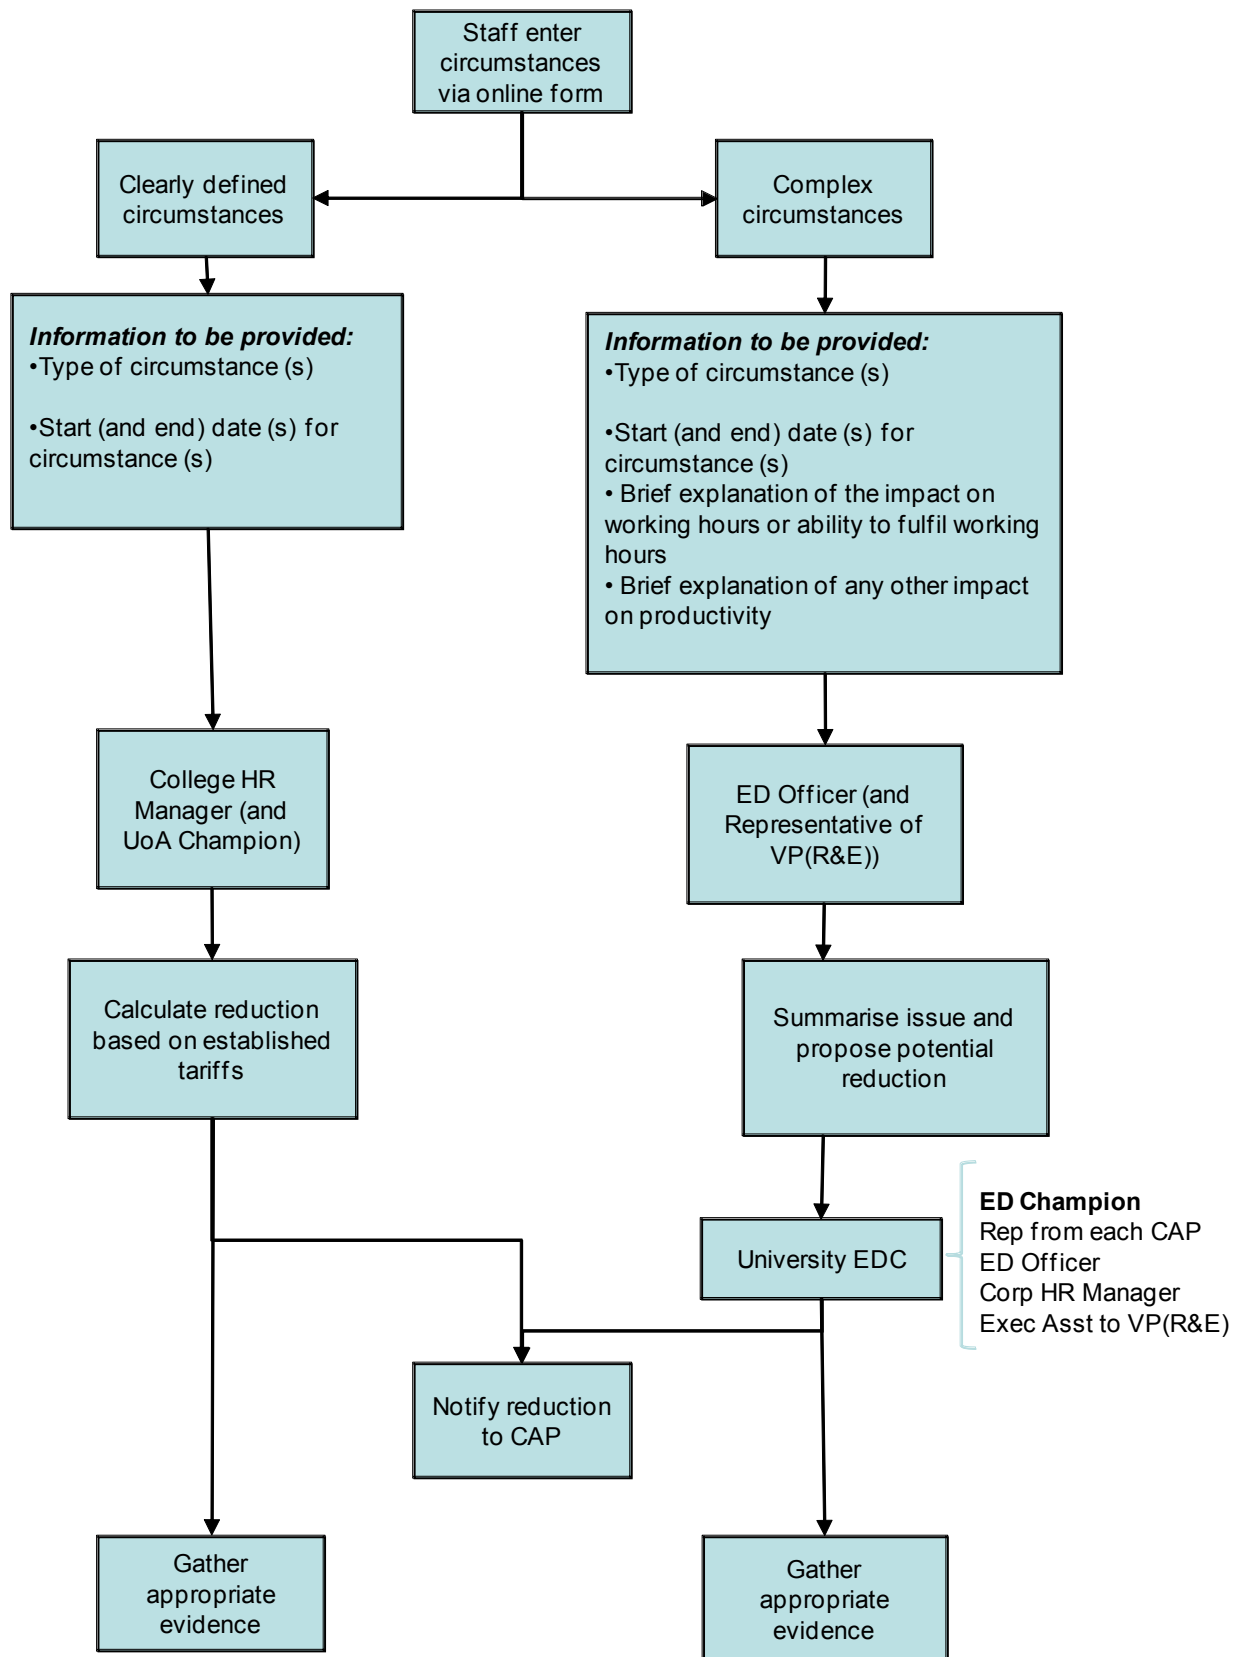 Staff enter
circumstances
via online form
Clearly defined
circumstances
Complex
circumstances
Information to be provided:
•Type of circumstance (s)
•Start (and end) date (s) for
circumstance (s)
Information to be provided:
•Type of circumstance (s)
•Start (and end) date (s) for
circumstance (s)
• Brief explanation of the impact on
working hours or ability to fulfil working
hours
• Brief explanation of any other impact
on productivity
College HR
Manager (and
UoA Champion)
ED Officer (and
Representative of
VP(R&E))
Calculate reduction
based on established
tariffs
Summarise issue and
propose potential
reduction
University EDC
ED Champion
Rep from each CAP
ED Officer
Corp HR Manager
Exec Asst to VP(R&E)
Notify reduction
to CAP
Gather
appropriate
evidence
Gather
appropriate
evidence